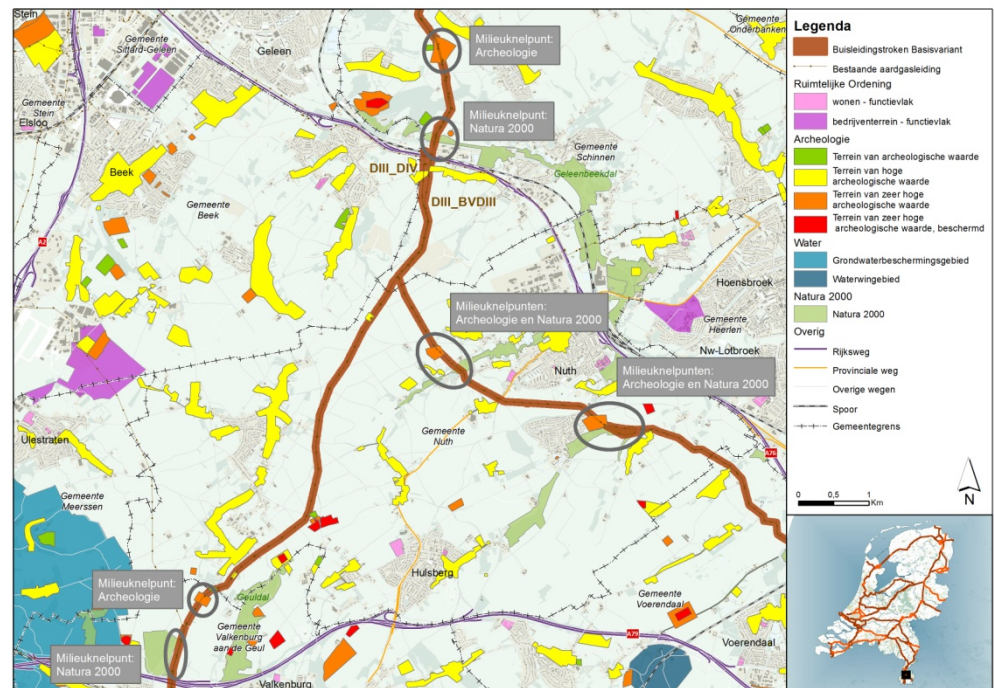 Stein
Gemeente
Sittard-Geleen
Geleen
Gemeente
Onderbanken
Gemeente
Stein
Elsloo
Milieuknelpunt:
Archeologie
Milieuknelpunt:
Natura 2000
Gemeente
Schinnen
Geleenbeekdal
DIII_DIV
DIII_BVDIII
Beek
Gemeente
Beek
A2
Hoensbroek
Gemeente
Heerlen
Milieuknelpunten:
Archeologie en Natura 2000
Nw-Lotbroek
Nuth
Milieuknelpunten:
Archeologie en Natura 2000
Gemeente
Nuth
A76
Ulestraten
Gemeente
Meerssen
Milieuknelpunt:
Archeologie
Hulsberg
Geuldal
Gemeente
Valkenburg
aan de Geul
Gemeente
Voerendaal
A79
Voerendaal
Milieuknelpunt:
Natura 2000
Valkenburg
Legenda
Buisleidingstroken Basisvariant
Bestaande aardgasleiding
Ruimtelijke Ordening
wonen - functievlak
bedrijventerrein - functievlak
Archeologie
Terrein van archeologische waarde
Terrein van hoge
archeologische waarde
Terrein van zeer hoge
archeologische waarde
Terrein van zeer hoge
archeologische waarde, beschermd
Water
Grondwaterbeschermingsgebied
Waterwingebied
Natura 2000
Natura 2000
Overig
Rijksweg
Provinciale weg
Overige wegen
Spoor
Gemeentegrens
0 0,5 1
Km
N